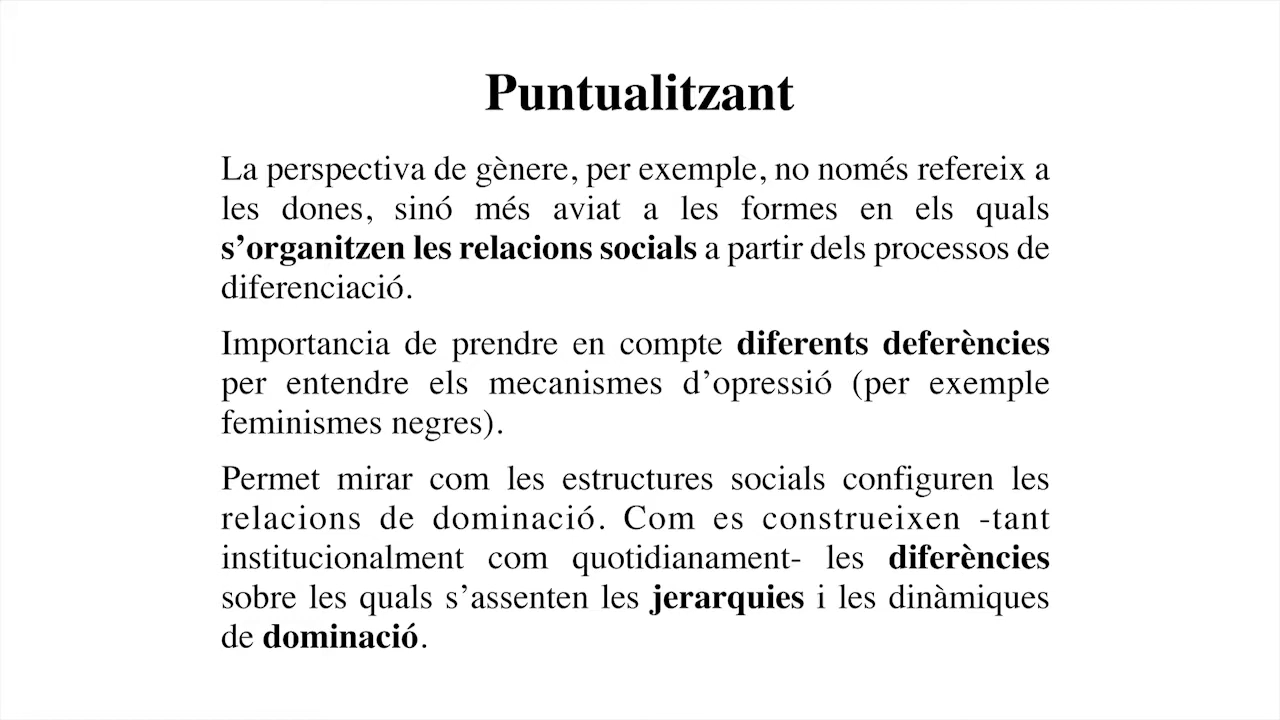 Puntualitzant
La perspectiva de gènere, per exemple, no només refereix a
les dones, sinó més aviat a les formes en els quals
s’organitzen les relacions socials a partir dels processos de
diferenciació.
Importancia de prendre en compte diferents deferències
per entendre els mecanismes d’opressió (per exemple
feminismes negres).
Permet mirar com les estructures socials configuren les
relacions de dominació. Com es construeixen -tant
institucionalment com quotidianament- les diferències
sobre les quals s’assenten les jerarquies i les dinàmiques
de dominació.